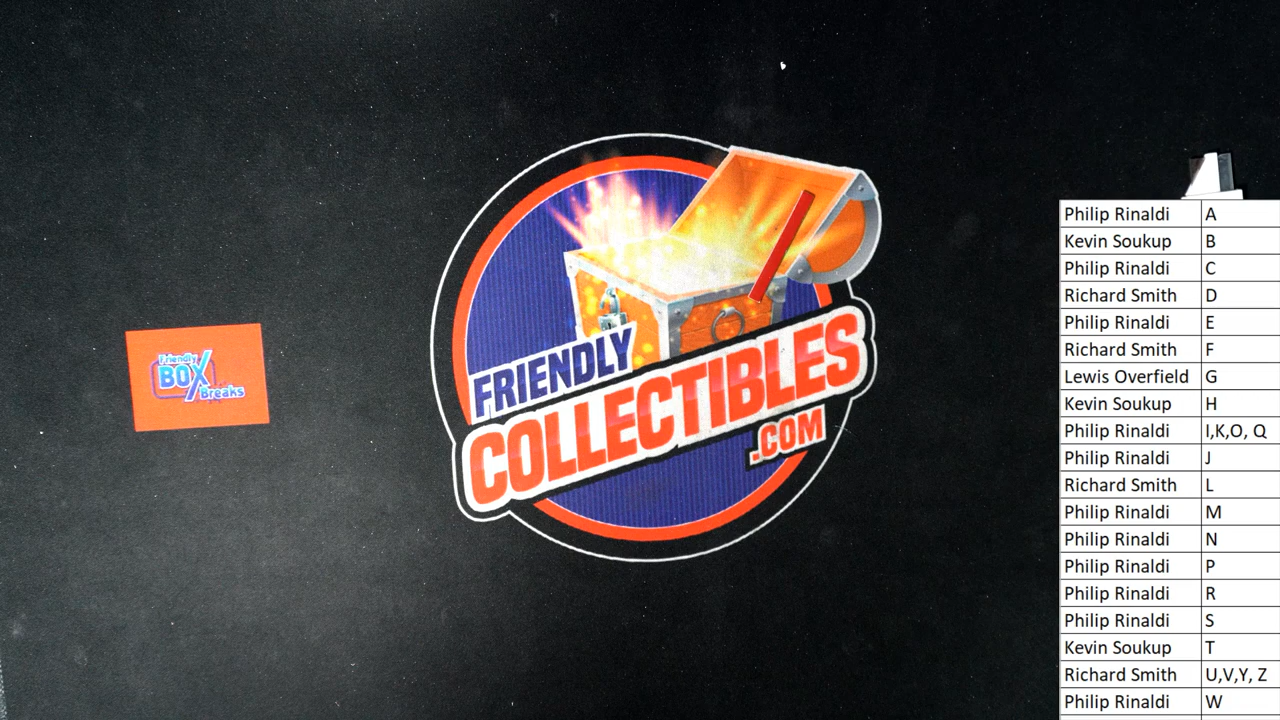 Friendly
BOX
Breaks
FRIENDLY
COLLECTIBLES
.COM
Philip Rinaldi A
Kevin Soukup B
Philip Rinaldi C
Richard Smith D
Philip Rinaldi E
Richard Smith F
Lewis Overfield G
Kevin Soukup H
Philip Rinaldi I,K,O, Q
Philip Rinaldi J
Richard Smith L
Philip Rinaldi M
Philip Rinaldi N
Philip Rinaldi P
Philip Rinaldi R
Philip Rinaldi S
Kevin Soukup T
Richard Smith U,V,Y, Z
Philip Rinaldi W